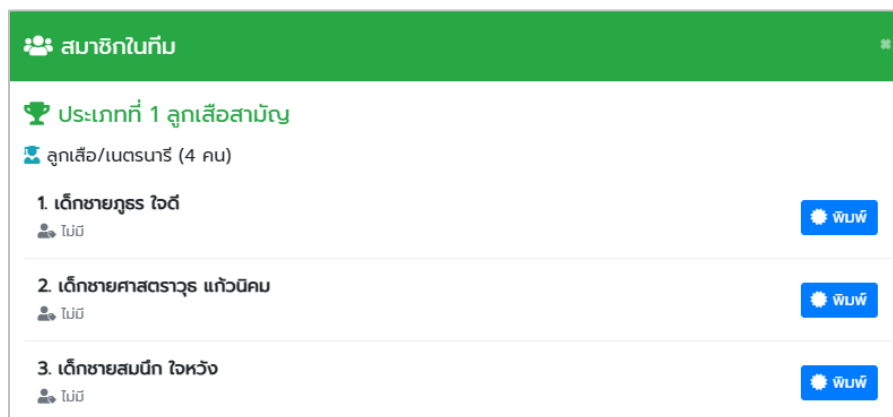 สมาชิกในทีม
ประเภทที่ 1 ลูกเสือสามัญ
ลูกเสือ/เนตรนารี (4 คน)
1. เด็กชายภูธร ใจดี
พิมพ์
ไม่มี
2. เด็กชายศาสตราวุธ แก้วนิคม
พิมพ์
ไม่มี
3. เด็กชายสมนึก ใจหวัง
พิมพ์
ไม่มี